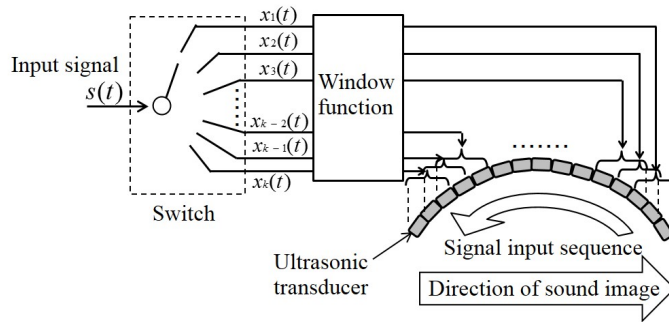 Input signal
s(t)
x1(t)
x2(t)
x3(t)
xk−2(t)
xk−1(t)
xk(t)
Switch
Window
function
Signal input sequence
Ultrasonic
transducer
Direction of sound image